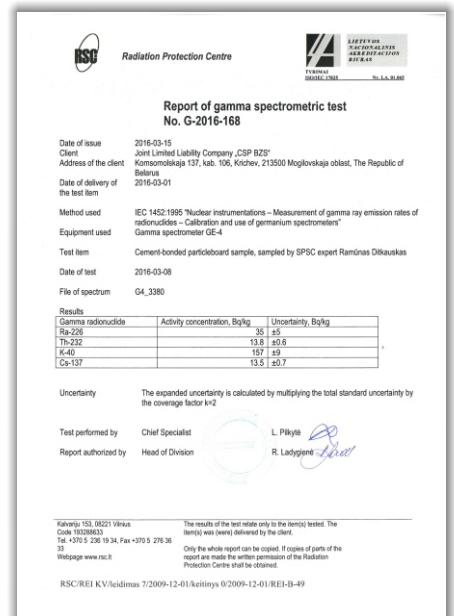 RSC
Radiation Protection Centre
LIETUVOS
NACIONALINIS
AKREDITACIJOS
BIURAS
TYRIMAI
ISO/IEC 17025 No. LA. 01.065
Report of gamma spectrometric test
No. G-2016-168
Date of issue 2016-03-15
Client Joint Limited Liability Company „CSP BZS“
Address of the client Komsomolskaja 137, kab. 106, Krichev, 213500 Mogilovskaja oblast, The Republic of
Belarus
Date of delivery of 2016-03-01
the test item
Method used IEC 1452:1995 "Nuclear instrumentations – Measurement of gamma ray emission rates of
radionuclides – Calibration and use of germanium spectrometers"
Equipment used Gamma spectrometer GE-4
Test item Cement-bonded particleboard sample, sampled by SPSC expert Ramūnas Ditkauskas
Date of test 2016-03-08
File of spectrum G4_3380
Results
Gamma radionuclide Activity concentration, Bq/kg Uncertainty, Bq/kg
Ra-226 35 ±5
Th-232 13.8 ±0.6
K-40 157 ±9
Cs-137 13.5 ±0.7
Uncertainty The expanded uncertainty is calculated by multiplying the total standard uncertainty by
the coverage factor k=2
Test performed by Chief Specialist L. Pilkytė
Report authorized by Head of Division R. Ladygienė
Kalvarijų 153, 08221 Vilnius
Code 193288633
Tel. +370 5 236 19 34, Fax +370 5 276 36
33
Webpage www.rsc.lt
The results of the test relate only to the item(s) tested. The
item(s) was (were) delivered by the client.
Only the whole report can be copied. If copies of parts of the
report are made the written permission of the Radiation
Protection Centre shall be obtained.
RSC/REI KV/leidimas 7/2009-12-01/keitinys 0/2009-12-01/REI-B-49